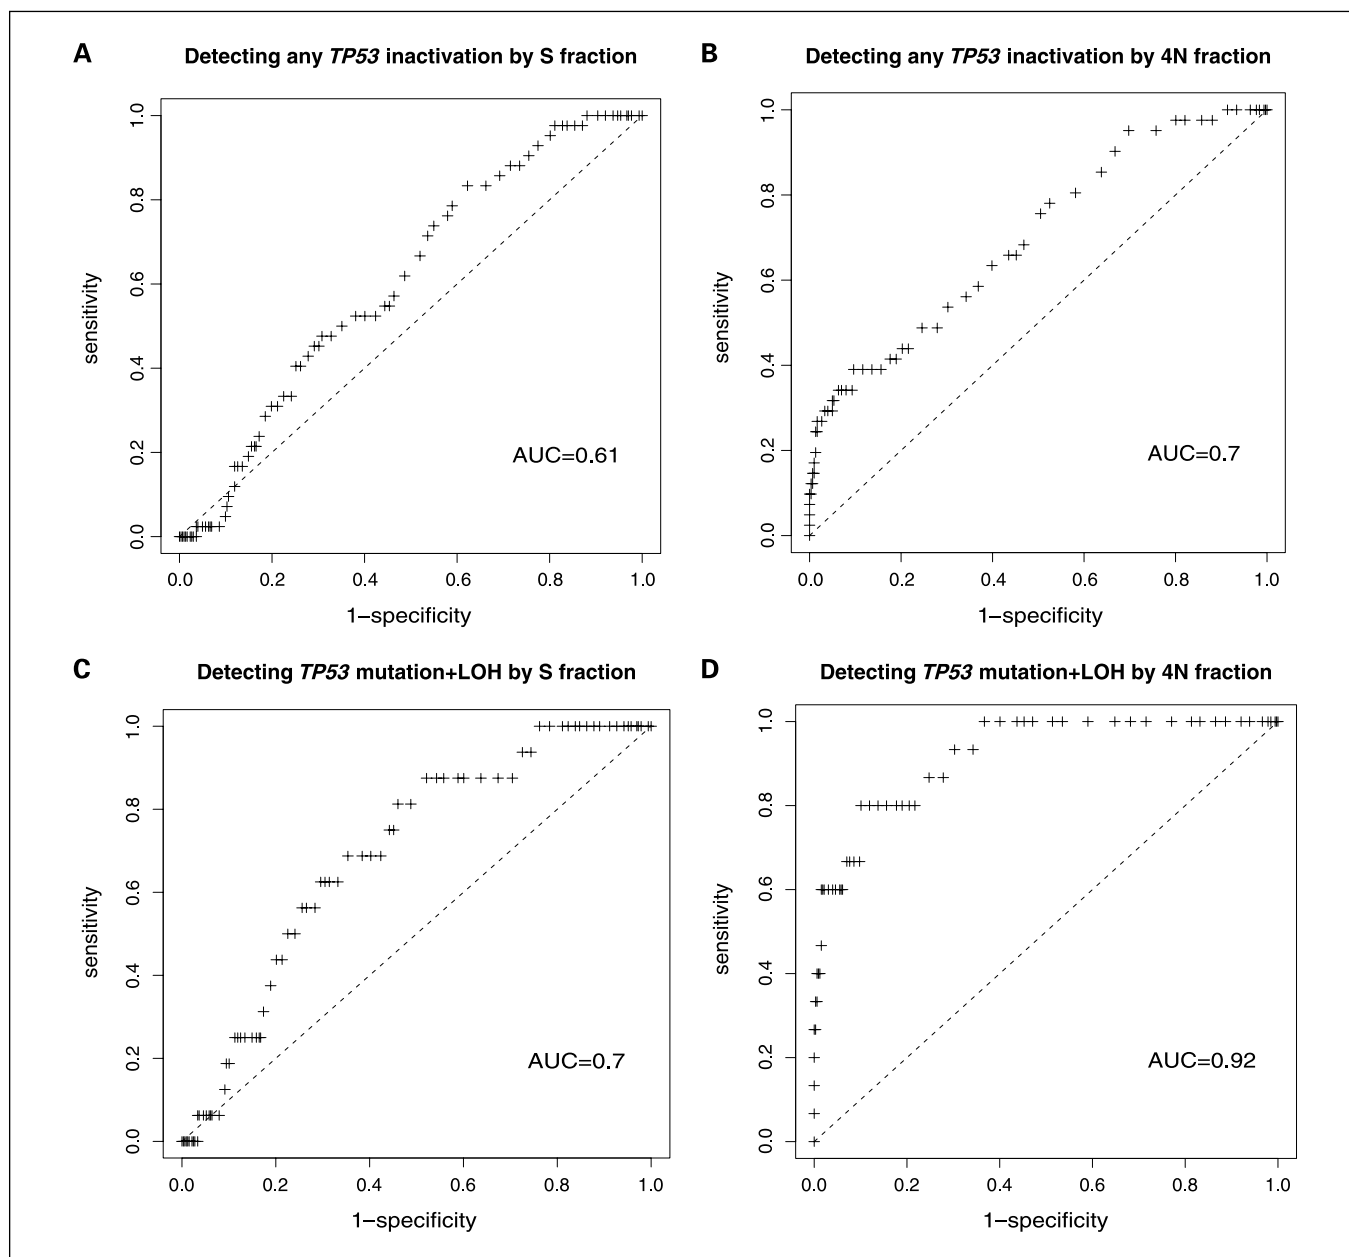 A Detecting any TP53 inactivation by S fraction
sensitivity
0.0 0.2 0.4 0.6 0.8 1.0
AUC=0.61
0.0 0.2 0.4 0.6 0.8 1.0
1−specificity
B Detecting any TP53 inactivation by 4N fraction
sensitivity
0.0 0.2 0.4 0.6 0.8 1.0
AUC=0.7
0.0 0.2 0.4 0.6 0.8 1.0
1−specificity
C Detecting TP53 mutation+LOH by S fraction
sensitivity
0.0 0.2 0.4 0.6 0.8 1.0
AUC=0.7
0.0 0.2 0.4 0.6 0.8 1.0
1−specificity
D Detecting TP53 mutation+LOH by 4N fraction
sensitivity
0.0 0.2 0.4 0.6 0.8 1.0
AUC=0.92
0.0 0.2 0.4 0.6 0.8 1.0
1−specificity